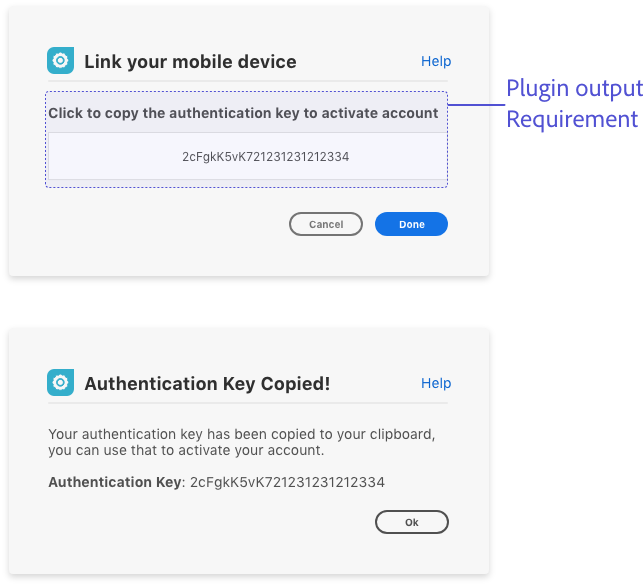 Link your mobile device
Help
Click to copy the authentication key to activate account
Plugin output
Requirement
2cFgkK5vK721231231212334
Cancel
Done
Authentication Key Copied!
Help
Your authentication key has been copied to your clipboard,
you can use that to activate your account.
Authentication Key: 2cFgkK5vK721231231212334
Ok